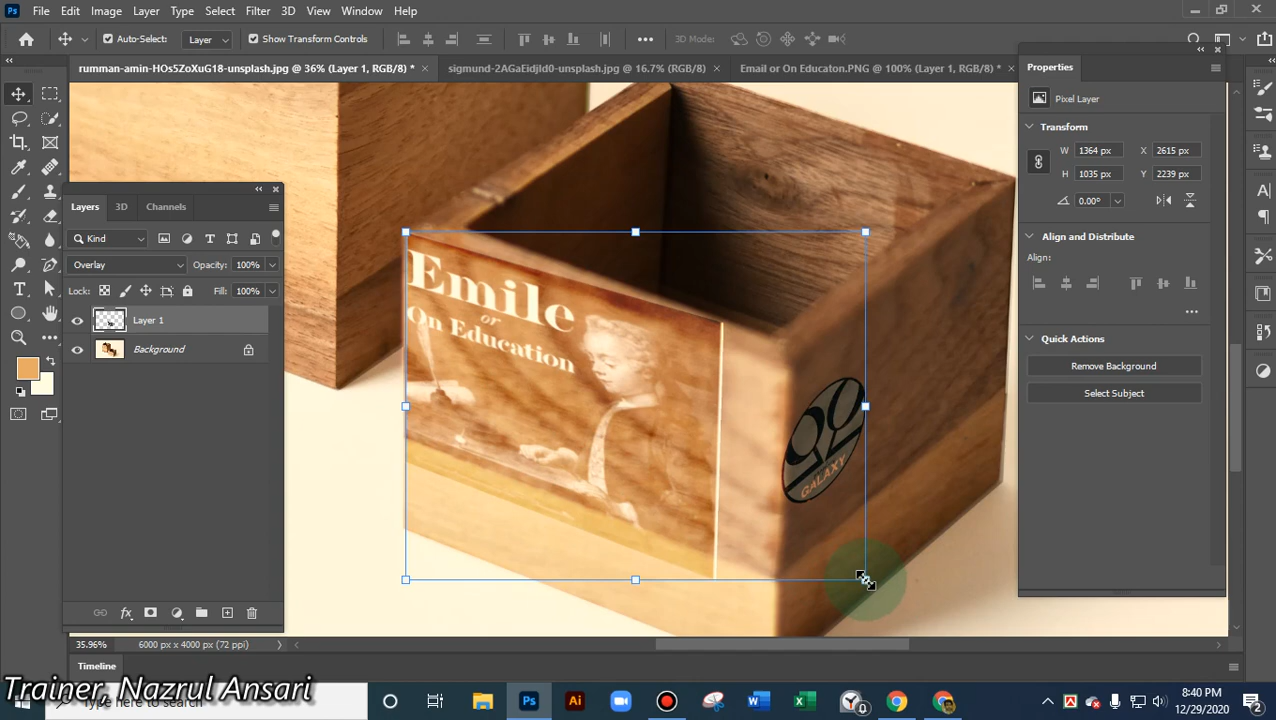 Ps File Edit Image Layer Type Select Filter 3D View Window Help
Auto-Select: Layer Show Transform Controls 3D Mode:
rumman-amin-HOs5ZoXuG18-unsplash.jpg @ 36% (Layer 1, RGB/8) *
sigmund-2AGaEidjId0-unsplash.jpg @ 16.7% (RGB/8)
Email or On Educaton.PNG @ 100% (Layer 1, RGB/8) *
Properties
Pixel Layer
Transform
W 1364 px X 2615 px
H 1035 px Y 2239 px
0.00°
Align and Distribute
Align:
Quick Actions
Remove Background
Select Subject
Layers 3D Channels
Kind
Overlay Opacity: 100%
Lock: Fill: 100%
Layer 1
Background
fx
Emile
or
On Education
GALAXY
35.96% 6000 px x 4000 px (72 ppi)
Timeline
Trainer, Nazrul Ansari
Type here to search
Ps Ai
8:40 PM
12/29/2020
2